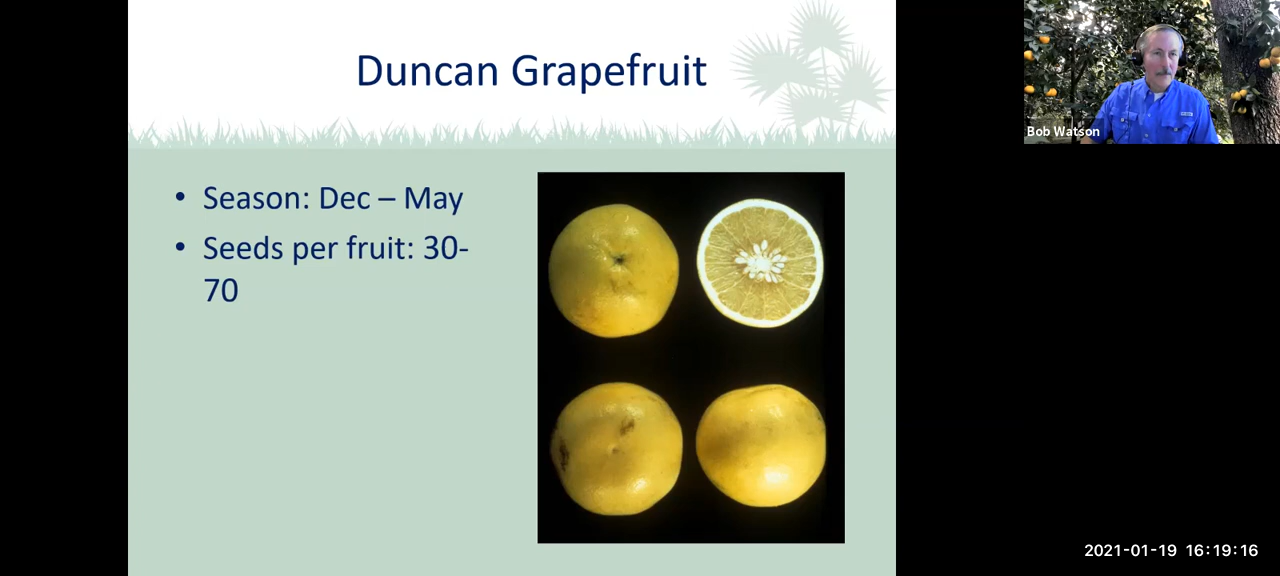 Duncan Grapefruit
• Season: Dec – May
• Seeds per fruit: 30-
70
Bob Watson
2021-01-19 16:19:16